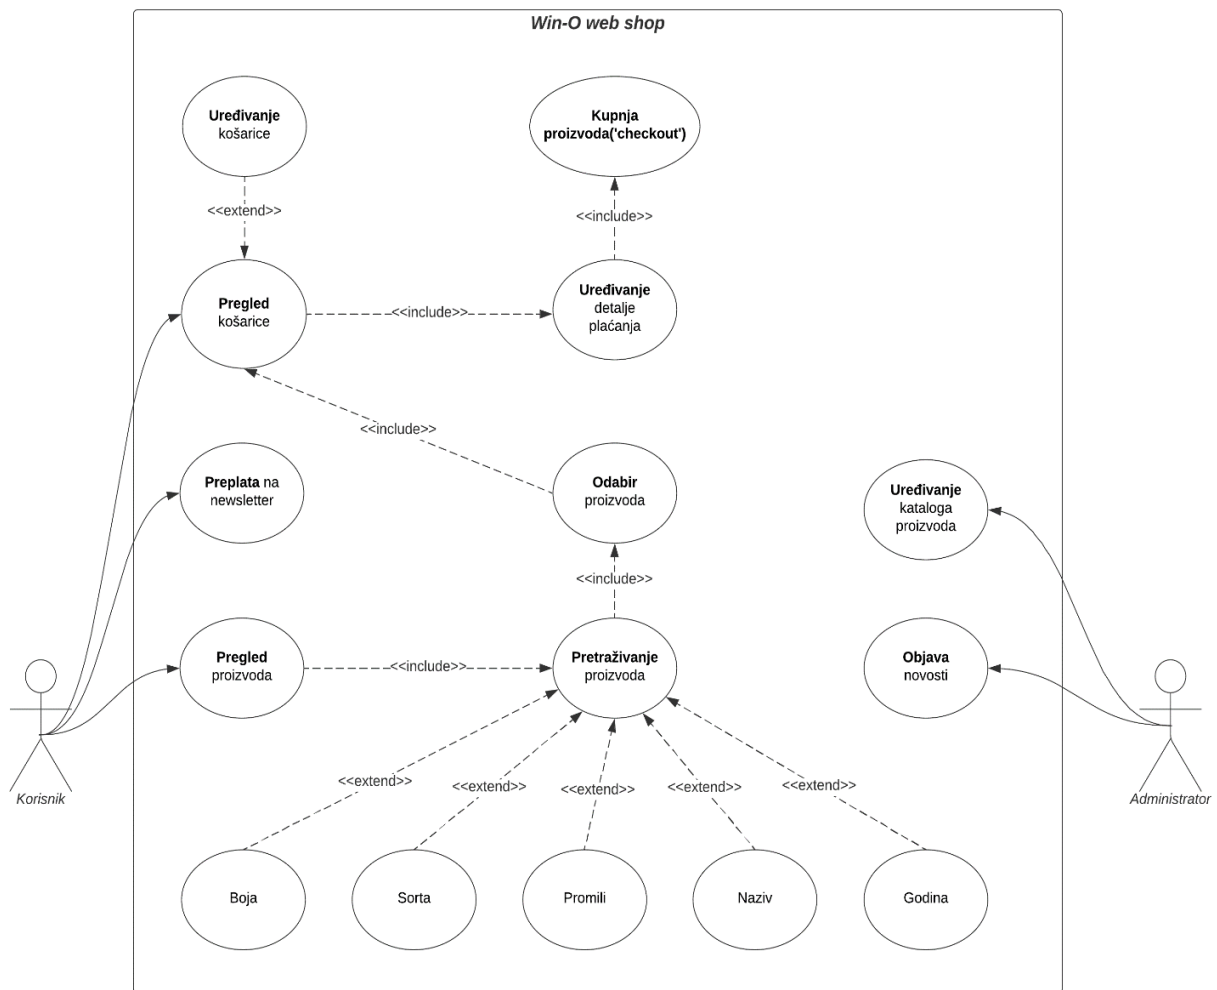 Win-O web shop
Uređivanje
košarice
Kupnja
proizvoda('checkout')
<<extend>>
<<include>>
Pregled
košarice
<<include>>
Uređivanje
detalje
plaćanja
<<include>>
Preplata na
newsletter
Odabir
proizvoda
Uređivanje
kataloga
proizvoda
<<include>>
Pregled
proizvoda
<<include>>
Pretraživanje
proizvoda
Objava
novosti
Korisnik
Administrator
<<extend>>
<<extend>>
<<extend>>
<<extend>>
<<extend>>
Boja
Sorta
Promili
Naziv
Godina